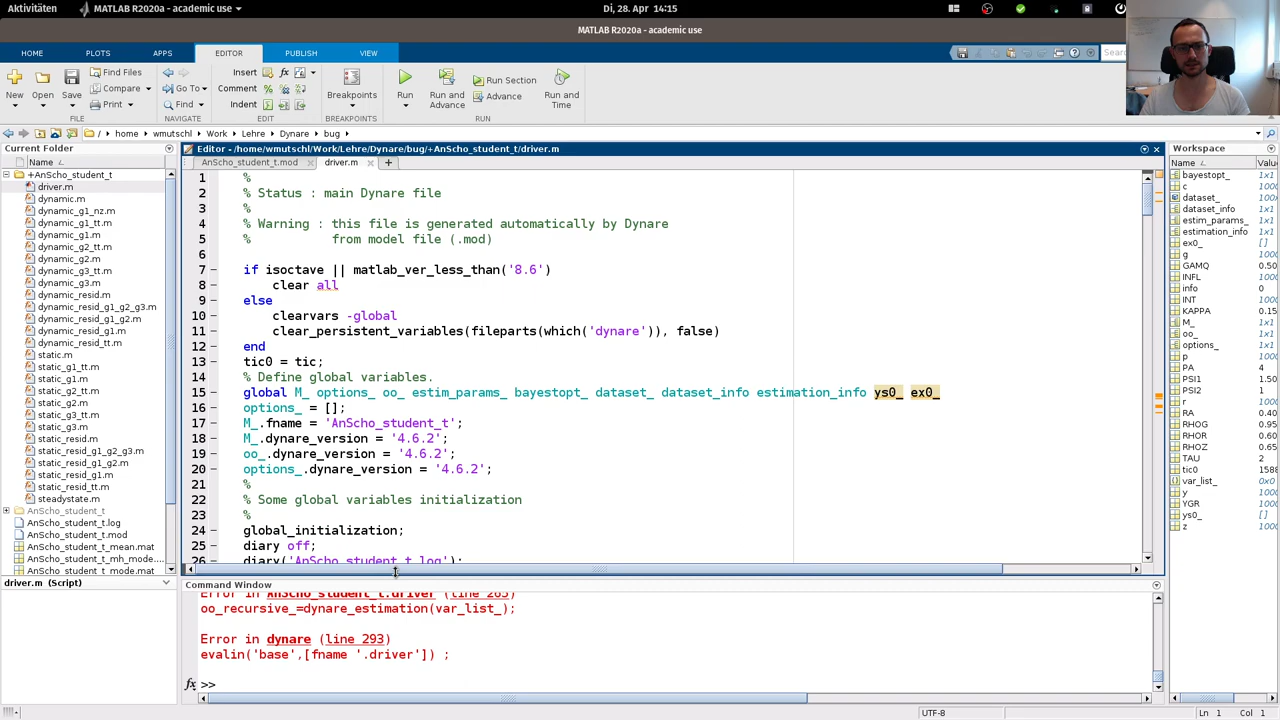 Aktivitäten
MATLAB R2020a - academic use
Di, 28. Apr 14:15
MATLAB R2020a - academic use
HOME
PLOTS
APPS
EDITOR
PUBLISH
VIEW
New
Open
Save
Find Files
Compare
Print
Go To
Find
Insert
Comment
Indent
Breakpoints
Run
Run and Advance
Run Section
Advance
Run and Time
FILE
NAVIGATE
EDIT
BREAKPOINTS
RUN
/ home wmutschl Work Lehre Dynare bug
Current Folder
Name
+AnScho_student_t
driver.m
dynamic.m
dynamic_g1_nz.m
dynamic_g1_tt.m
dynamic_g1.m
dynamic_g2_tt.m
dynamic_g2.m
dynamic_g3_tt.m
dynamic_g3.m
dynamic_resid.m
dynamic_resid_g1_g2_g3.m
dynamic_resid_g1_g2.m
dynamic_resid_g1.m
dynamic_resid_tt.m
static.m
static_g1_tt.m
static_g1.m
static_g2_tt.m
static_g2.m
static_g3_tt.m
static_g3.m
static_resid.m
static_resid_g1_g2_g3.m
static_resid_g1_g2.m
static_resid_g1.m
static_resid_tt.m
steadystate.m
AnScho_student_t
AnScho_student_t.log
AnScho_student_t.mod
AnScho_student_t_mean.mat
AnScho_student_t_mh_mode....
AnScho_student_t_mode.mat
driver.m (Script)
Editor - /home/wmutschl/Work/Lehre/Dynare/bug/+AnScho_student_t/driver.m
AnScho_student_t.mod
driver.m
1 %
2 % Status : main Dynare file
3 %
4 % Warning : this file is generated automatically by Dynare
5 % from model file (.mod)
6
7 if isoctave || matlab_ver_less_than('8.6')
8 clear all
9 else
10 clearvars -global
11 clear_persistent_variables(fileparts(which('dynare')), false)
12 end
13 tic0 = tic;
14 % Define global variables.
15 global M_ options_ oo_ estim_params_ bayestopt_ dataset_ dataset_info estimation_info ys0_ ex0_
16 options_ = [];
17 M_.fname = 'AnScho_student_t';
18 M_.dynare_version = '4.6.2';
19 oo_.dynare_version = '4.6.2';
20 options_.dynare_version = '4.6.2';
21 %
22 % Some global variables initialization
23 %
24 global_initialization;
25 diary off;
26 diary('AnScho_student_t.log');
Command Window
Error in AnScho_student_t.driver (line 263)
oo_recursive_=dynare_estimation(var_list_);
Error in dynare (line 293)
evalin('base',[fname '.driver']) ;
fx >>
Workspace
Name
Value
bayestopt_ 1x1
c 100
dataset_ 1x1
dataset_info 1x1
estim_params_ 1x1
estimation_info 1x1
ex0_ []
g 100
GAMQ 0.50
INFL 100
info 0
INT 100
KAPPA 0.15
M_ 1x1
oo_ 1x1
options_ 1x1
p 100
PA 4
PSI1 1.50
PSI2 100
r 100
RA 0.40
RHOG 0.95
RHOR 0.60
RHOZ 0.65
TAU 2
tic0 1588
var_list_ 0x0
y 100
YGR 100
ys0_ []
z 100
UTF-8
Ln 1 Col 1